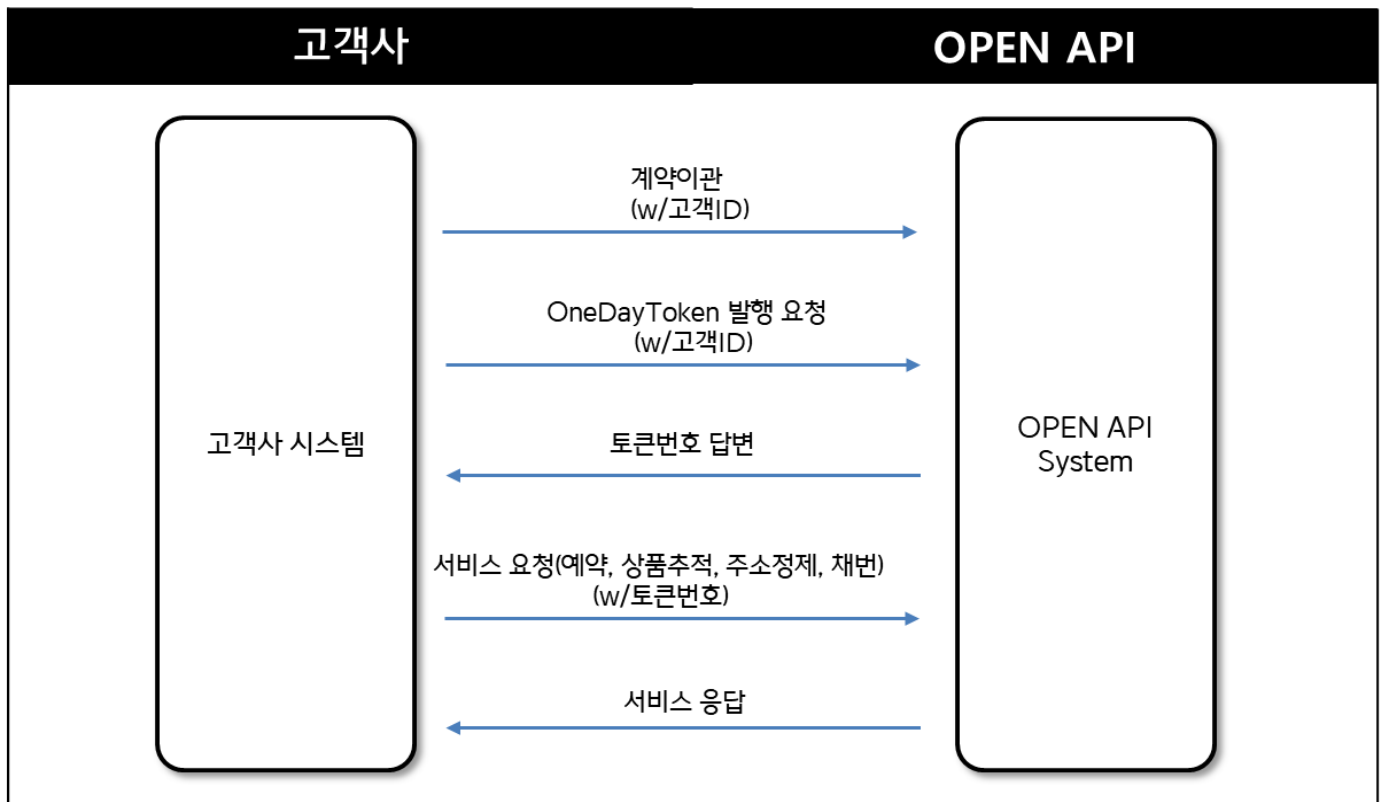 고객사
OPEN API
계약이관
(w/고객ID)
OneDayToken 발행 요청
(w/고객ID)
고객사 시스템
토큰번호 답변
OPEN API
System
서비스 요청(예약, 상품추적, 주소정제, 채번)
(w/토큰번호)
서비스 응답